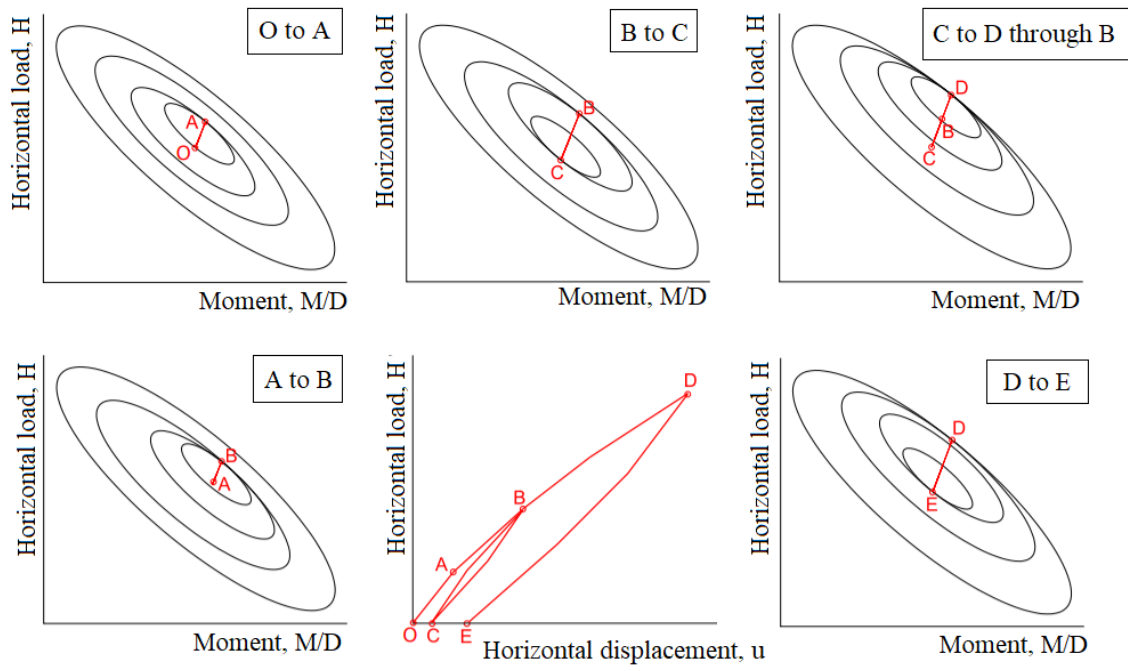 Horizontal load, H
O to A
A
O
Moment, M/D
Horizontal load, H
B to C
B
C
Moment, M/D
Horizontal load, H
C to D through B
D
B
C
Moment, M/D
Horizontal load, H
A to B
B
A
Moment, M/D
Horizontal load, H
D
B
A
O
C
E
Horizontal displacement, u
Horizontal load, H
D to E
D
E
Moment, M/D